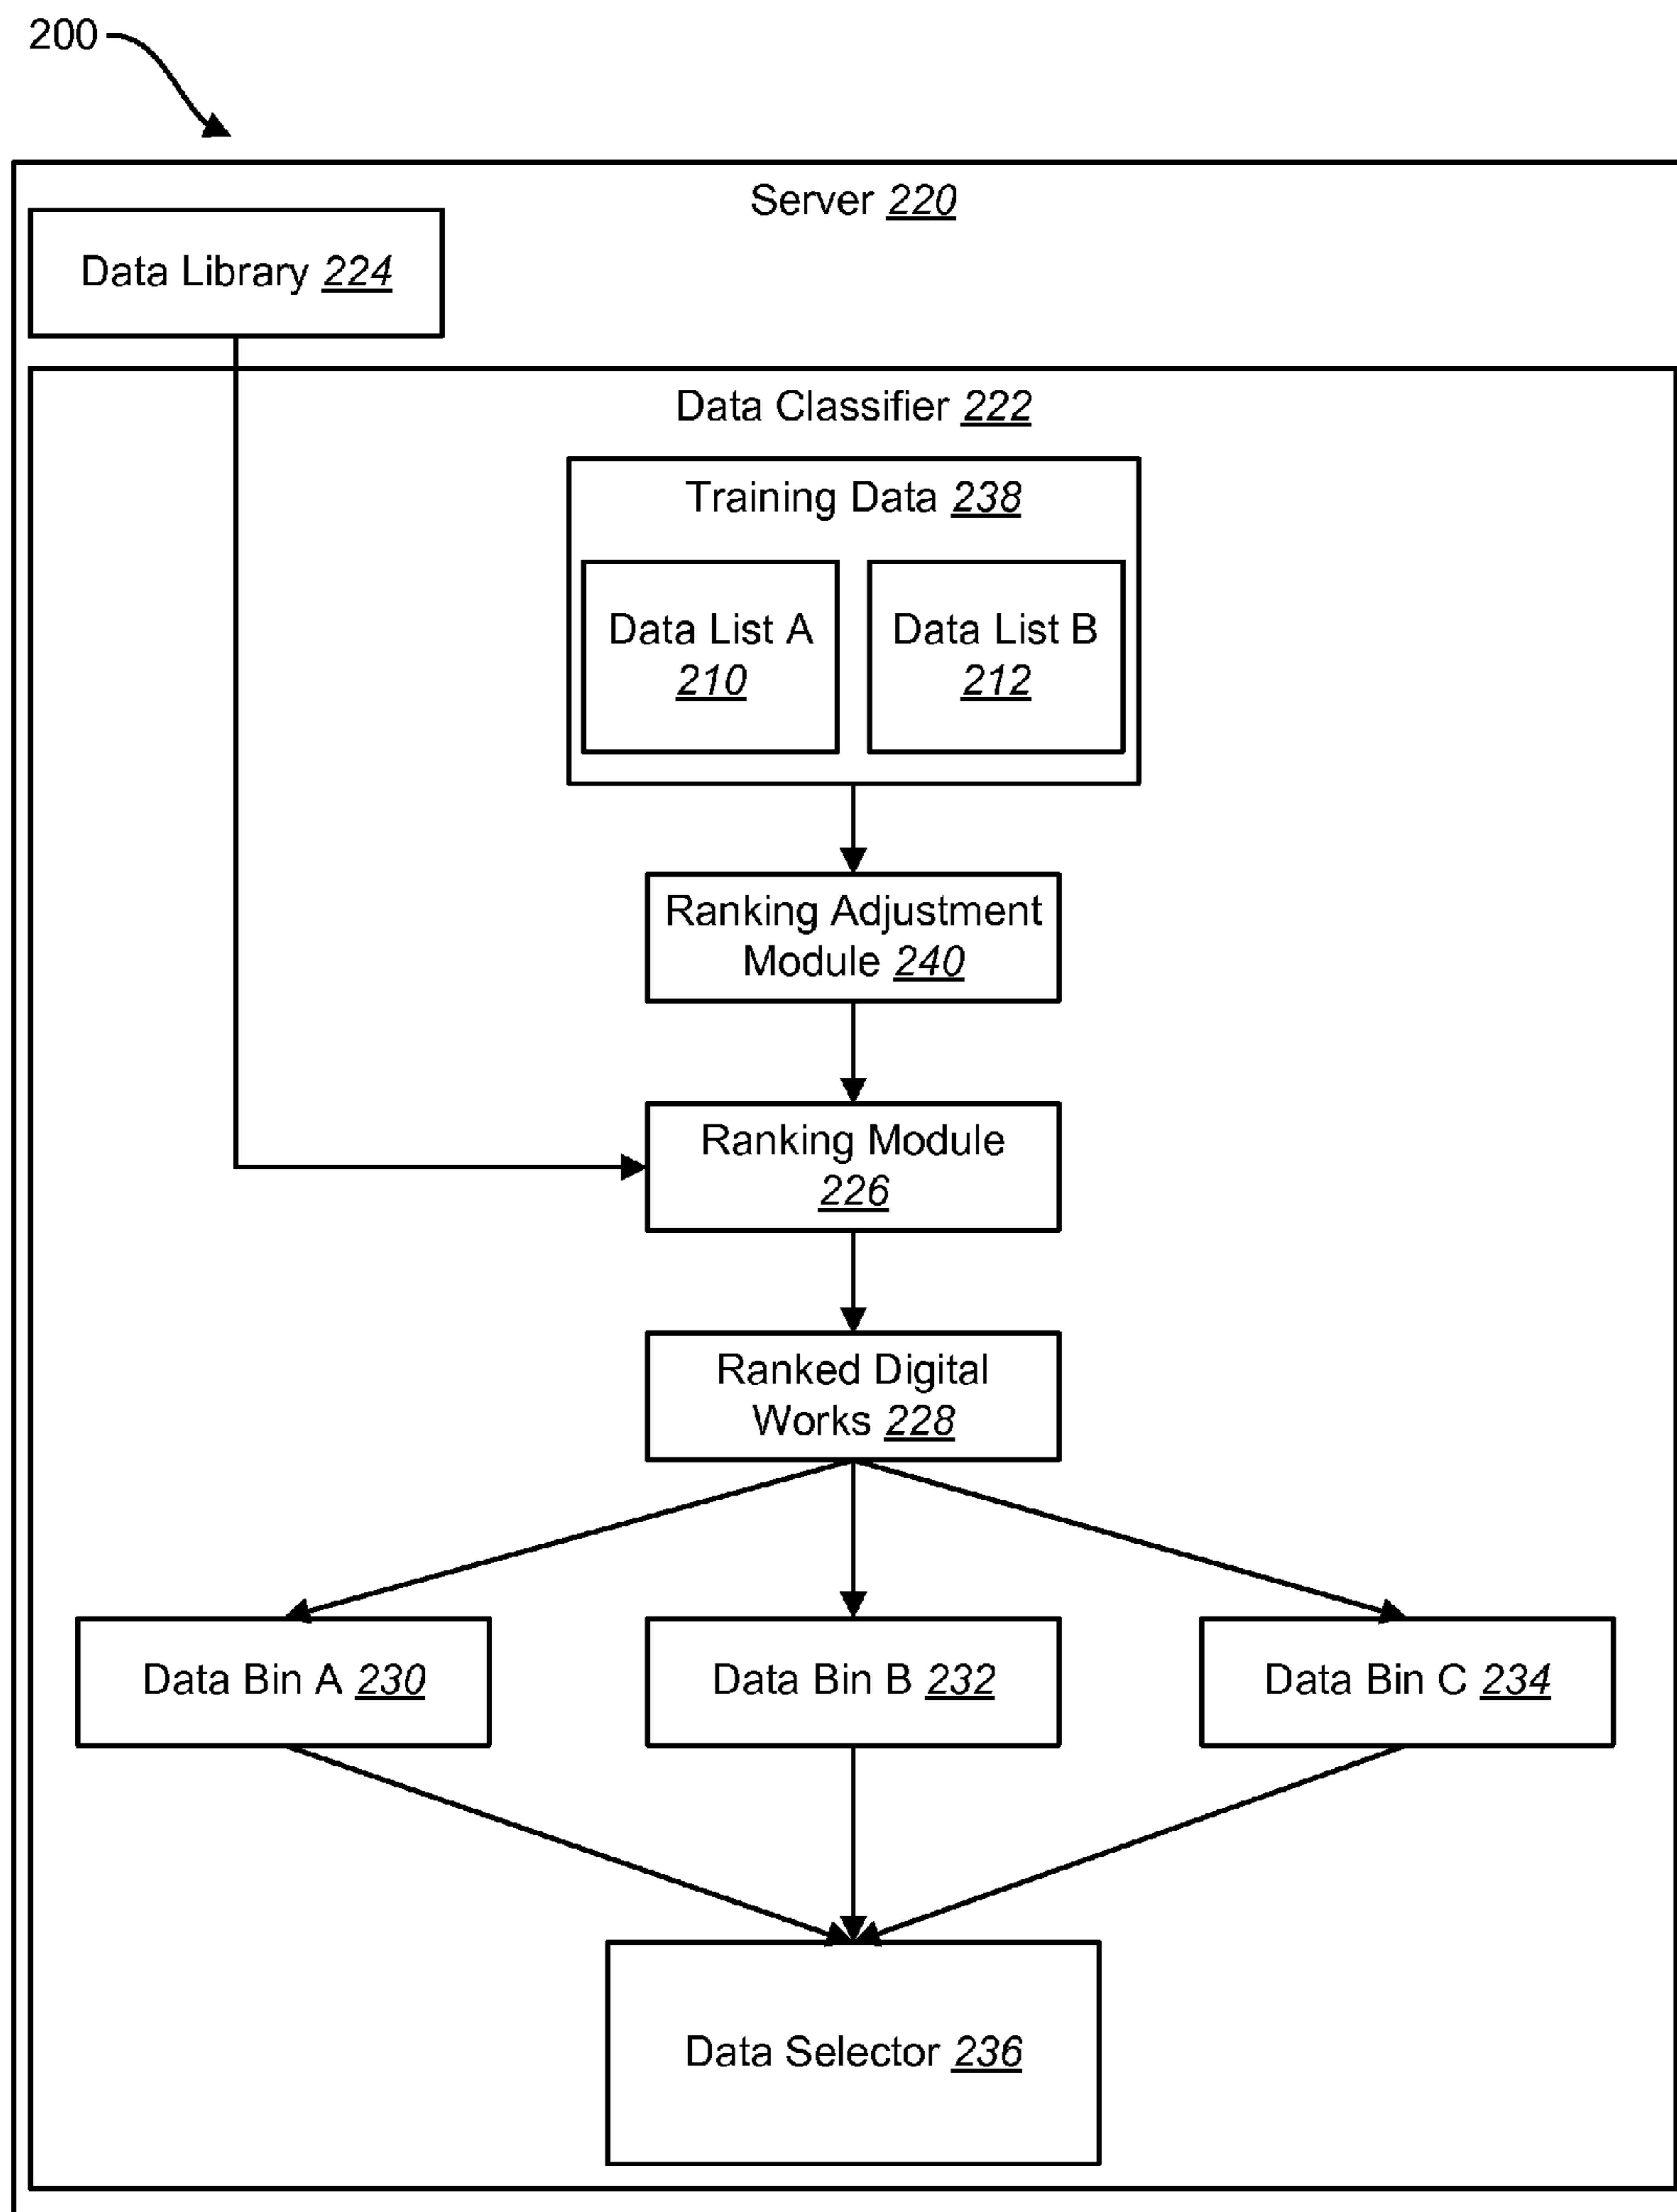 200
Server 220
Data Library 224
Data Classifier 222
Training Data 238
Data List A
210
Data List B
212
Ranking Adjustment
Module 240
Ranking Module
226
Ranked Digital
Works 228
Data Bin A 230
Data Bin B 232
Data Bin C 234
Data Selector 236